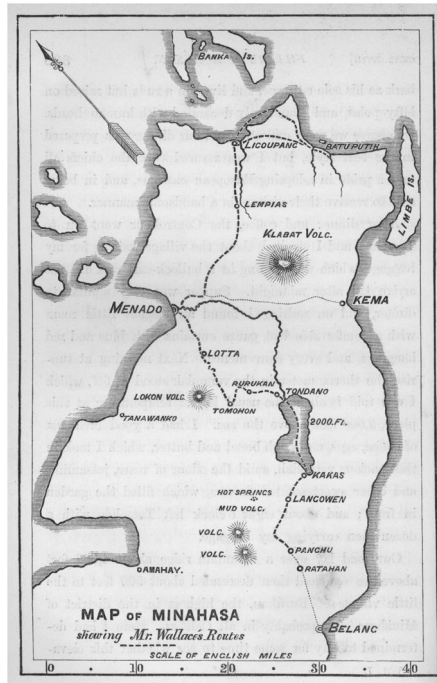 BANKA IS.
LICOUPANG
BATUPUTIH
LIMBE IS.
LEMPIAS
KLABAT VOLC.
MENADO
KEMA
LOTTA
RURUKAN
TONDANO
LOKON VOLC.
TOMOHON
2000.FT.
TANAWANKO
KAKAS
HOT SPRINGS
LANGOWEN
MUD VOLC.
VOLC.
VOLC.
PANCHU
RATAHAN
AMAHAY.
MAP OF MINAHASA
shewing Mr. Wallace's Routes
BELANG
SCALE OF ENGLISH MILES
0 10 20 30 40